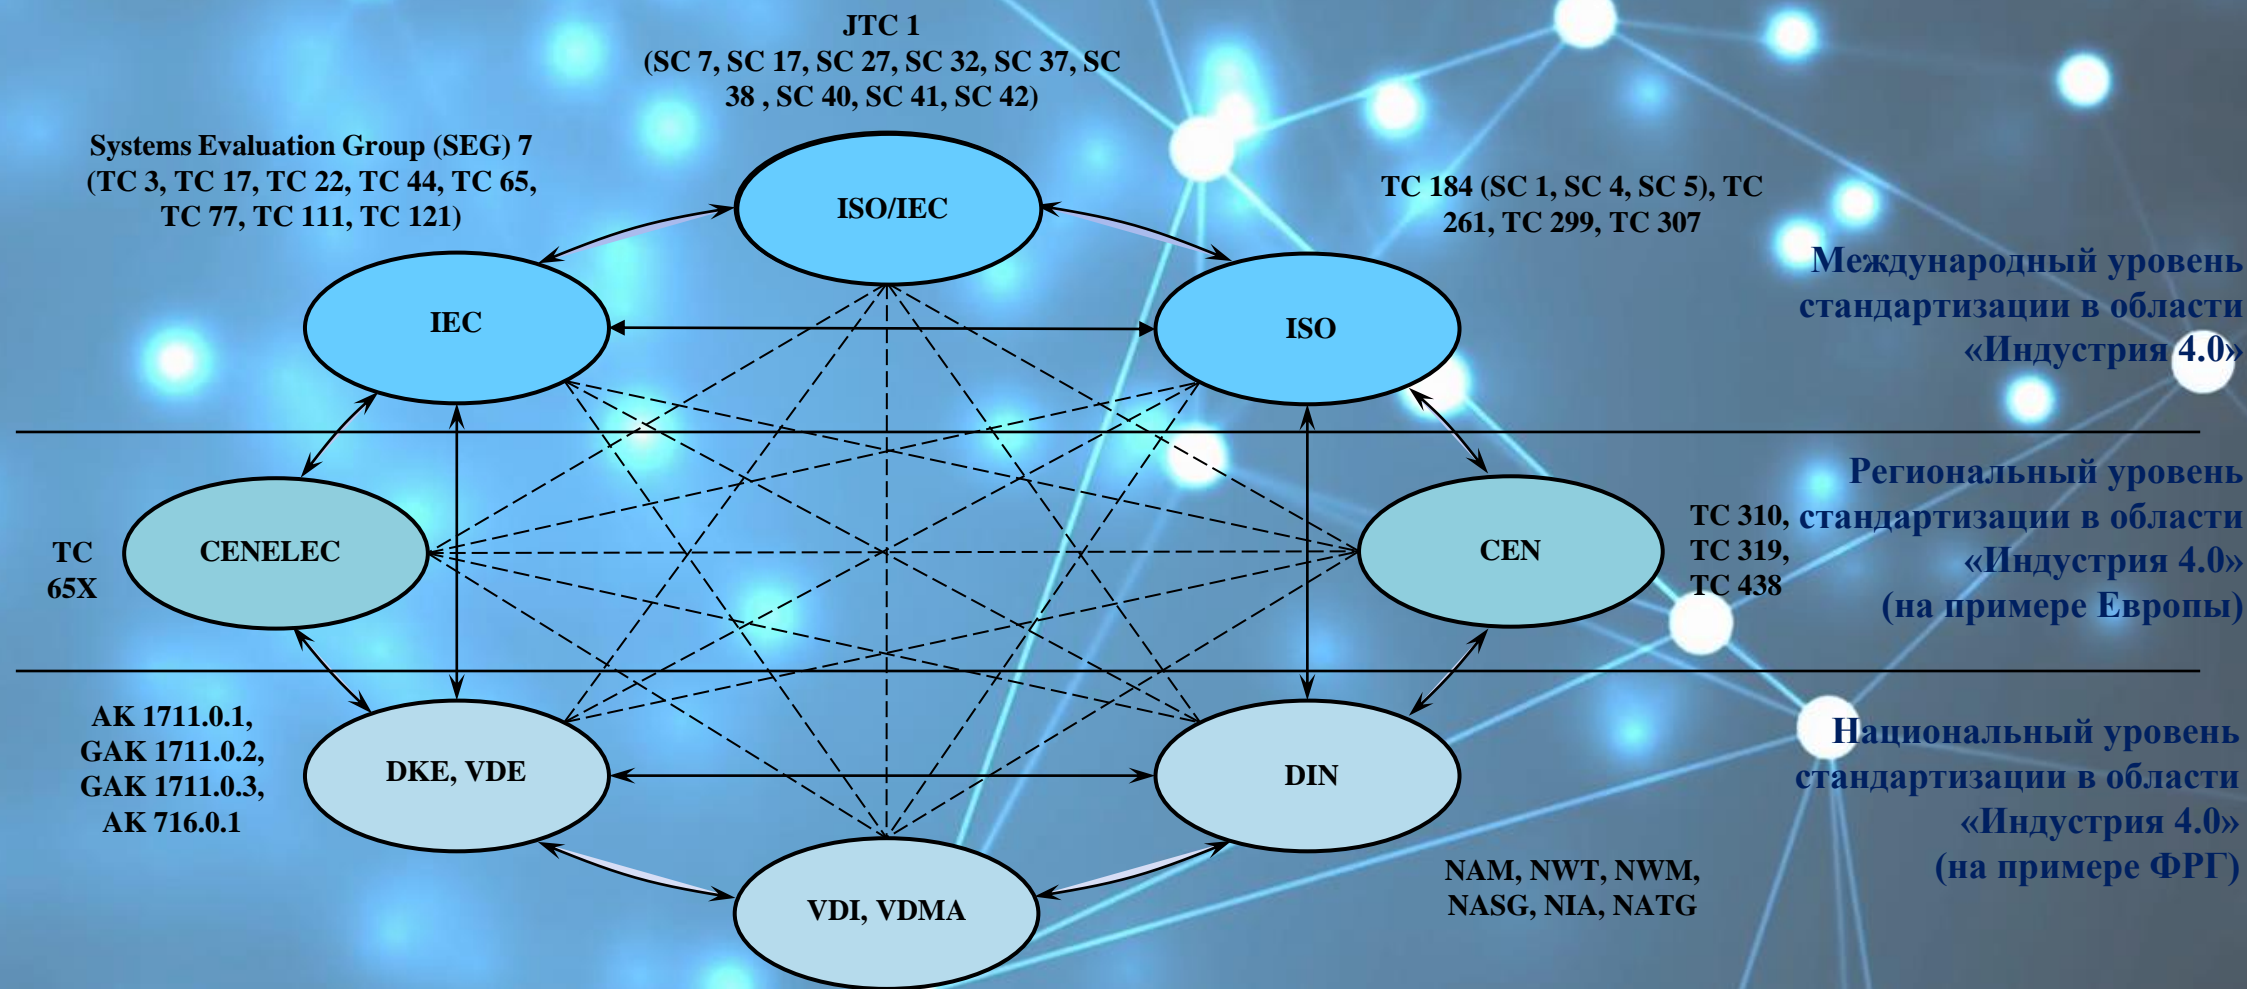 JTC 1
(SC 7, SC 17, SC 27, SC 32, SC 37, SC
38 , SC 40, SC 41, SC 42)
Systems Evaluation Group (SEG) 7
(TC 3, TC 17, TC 22, TC 44, TC 65,
TC 77, TC 111, TC 121)
ISO/IEC
TC 184 (SC 1, SC 4, SC 5), TC
261, TC 299, TC 307
IEC
ISO
Международный уровень
стандартизации в области
«Индустрия 4.0»
TC
65X
CENELEC
CEN
TC 310,
TC 319,
TC 438
Региональный уровень
стандартизации в области
«Индустрия 4.0»
(на примере Европы)
AK 1711.0.1,
GAK 1711.0.2,
GAK 1711.0.3,
AK 716.0.1
DKE, VDE
DIN
Национальный уровень
стандартизации в области
«Индустрия 4.0»
(на примере ФРГ)
VDI, VDMA
NAM, NWT, NWM,
NASG, NIA, NATG